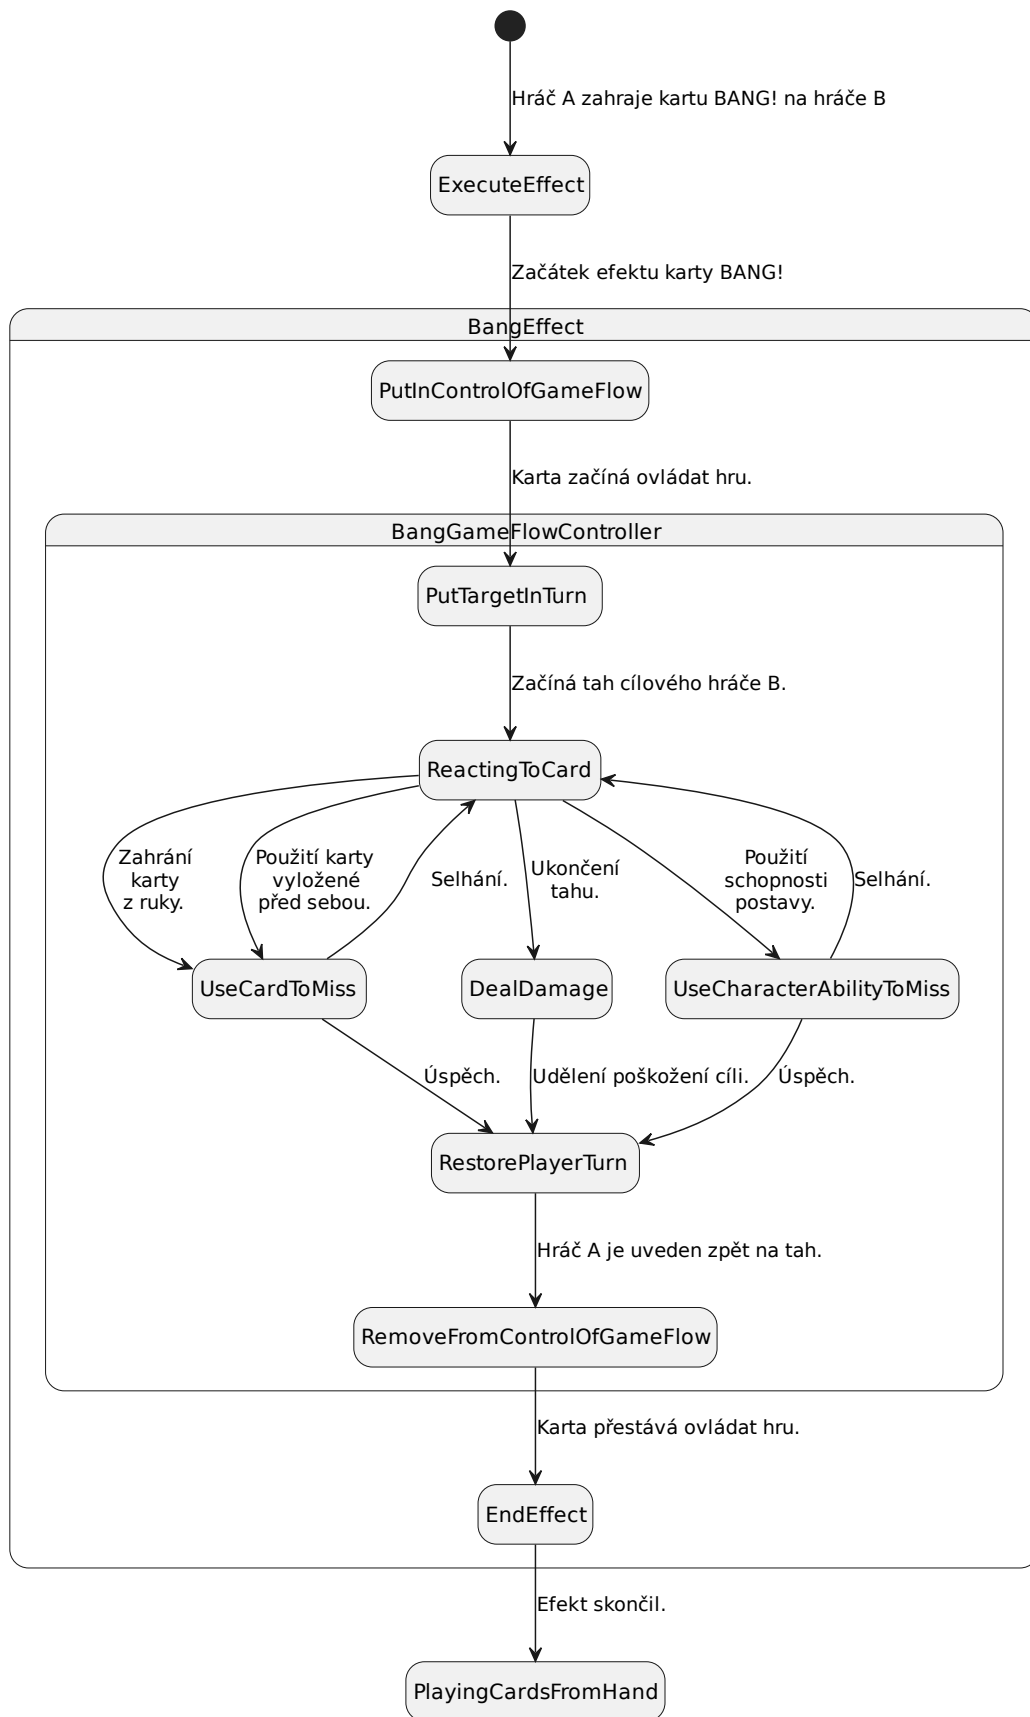 Hráč A zahraje kartu BANG! na hráče B
ExecuteEffect
Začátek efektu karty BANG!
BangEffect
PutInControlOfGameFlow
Karta začíná ovládat hru.
BangGameFlowController
PutTargetInTurn
Začíná tah cílového hráče B.
ReactingToCard
Zahrání
karty
z ruky.
Použití karty
vyložené
před sebou.
Selhání.
Ukončení
tahu.
Použití
schopnosti
postavy.
Selhání.
UseCardToMiss
DealDamage
UseCharacterAbilityToMiss
Úspěch.
Udělení poškození cíli.
Úspěch.
RestorePlayerTurn
Hráč A je uveden zpět na tah.
RemoveFromControlOfGameFlow
Karta přestává ovládat hru.
EndEffect
Efekt skončil.
PlayingCardsFromHand